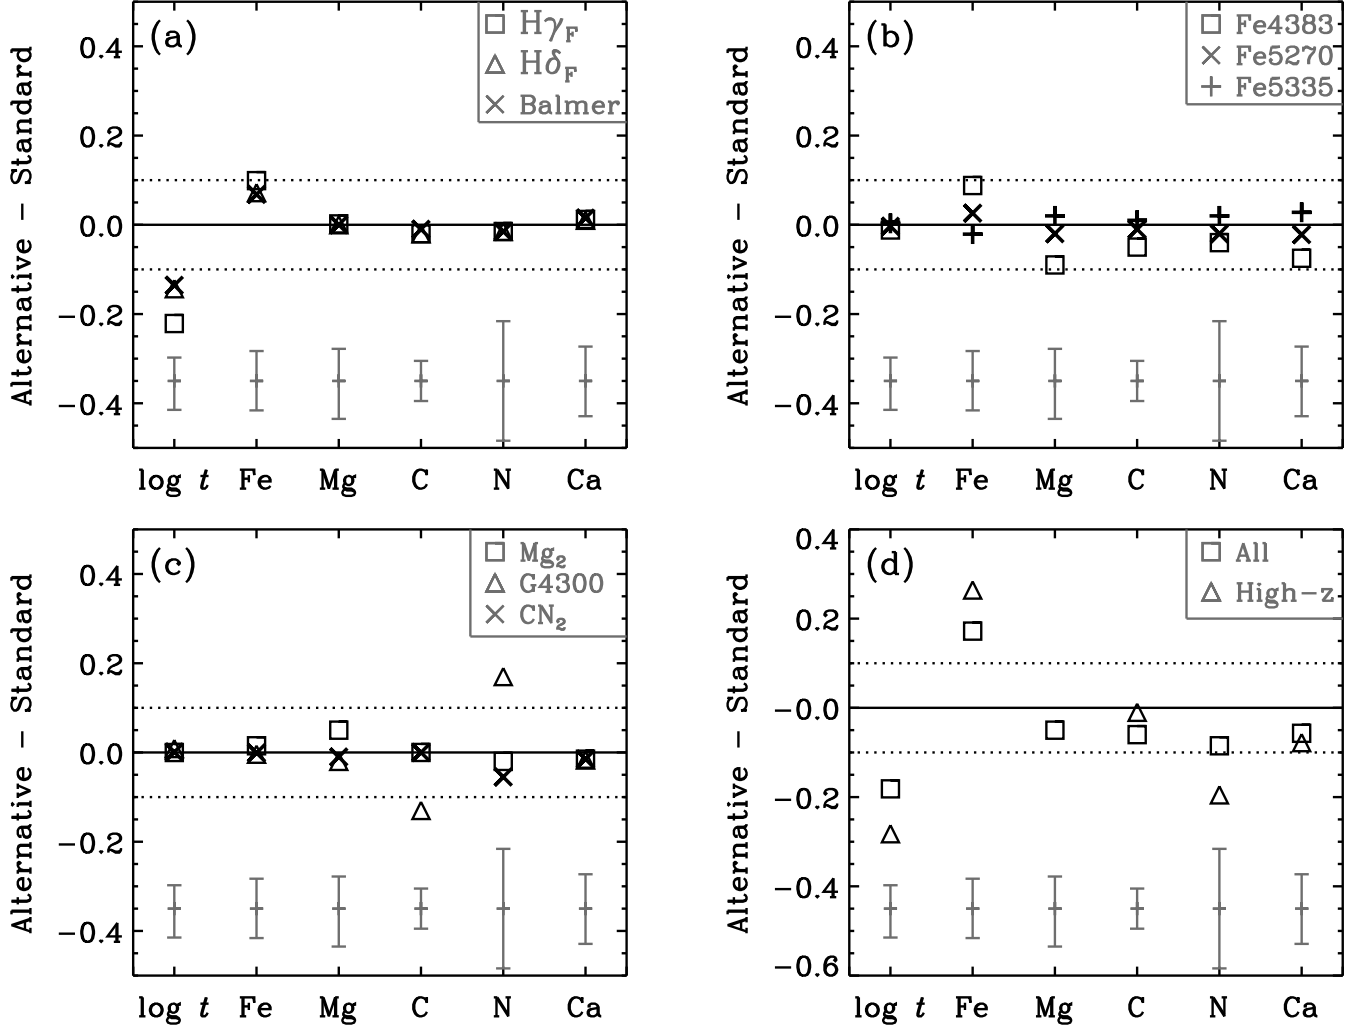 (a)
Hγ_F
Hδ_F
Balmer
0.4
0.2
0.0
−0.2
−0.4
Alternative − Standard
log t Fe Mg C N Ca
(b)
Fe4383
Fe5270
Fe5335
0.4
0.2
0.0
−0.2
−0.4
Alternative − Standard
log t Fe Mg C N Ca
(c)
Mg₂
G4300
CN₂
0.4
0.2
0.0
−0.2
−0.4
Alternative − Standard
log t Fe Mg C N Ca
(d)
All
High−z
0.4
0.2
−0.0
−0.2
−0.4
−0.6
Alternative − Standard
log t Fe Mg C N Ca